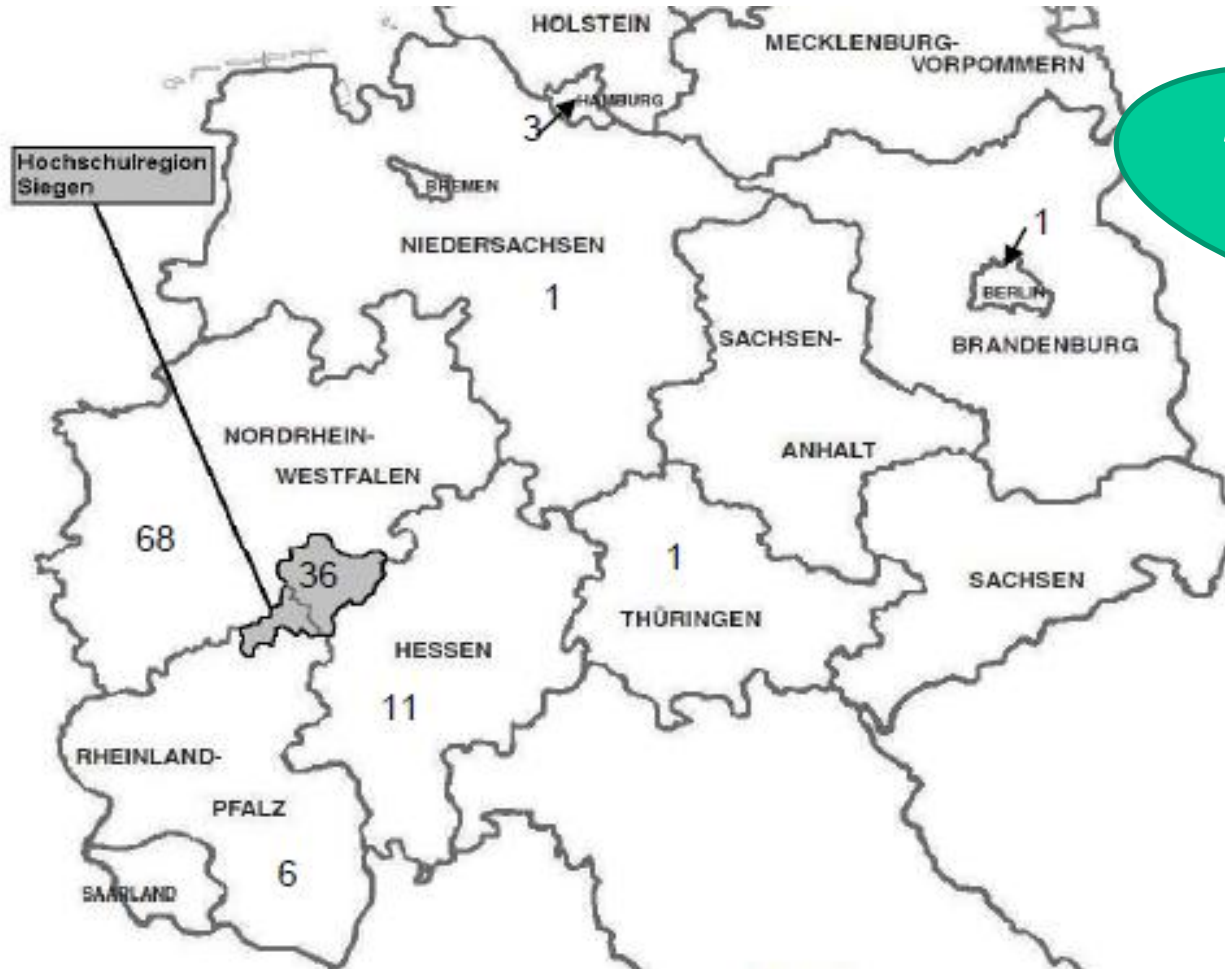 HOLSTEIN
MECKLENBURG-
VORPOMMERN
HAMBURG
3
Hochschulregion
Siegen
BREMEN
1
NIEDERSACHSEN
BERLIN
1
SACHSEN-
BRANDENBURG
NORDRHEIN-
ANHALT
WESTFALEN
68
1
36
SACHSEN
THÜRINGEN
HESSEN
11
RHEINLAND-
PFALZ
6
SAARLAND